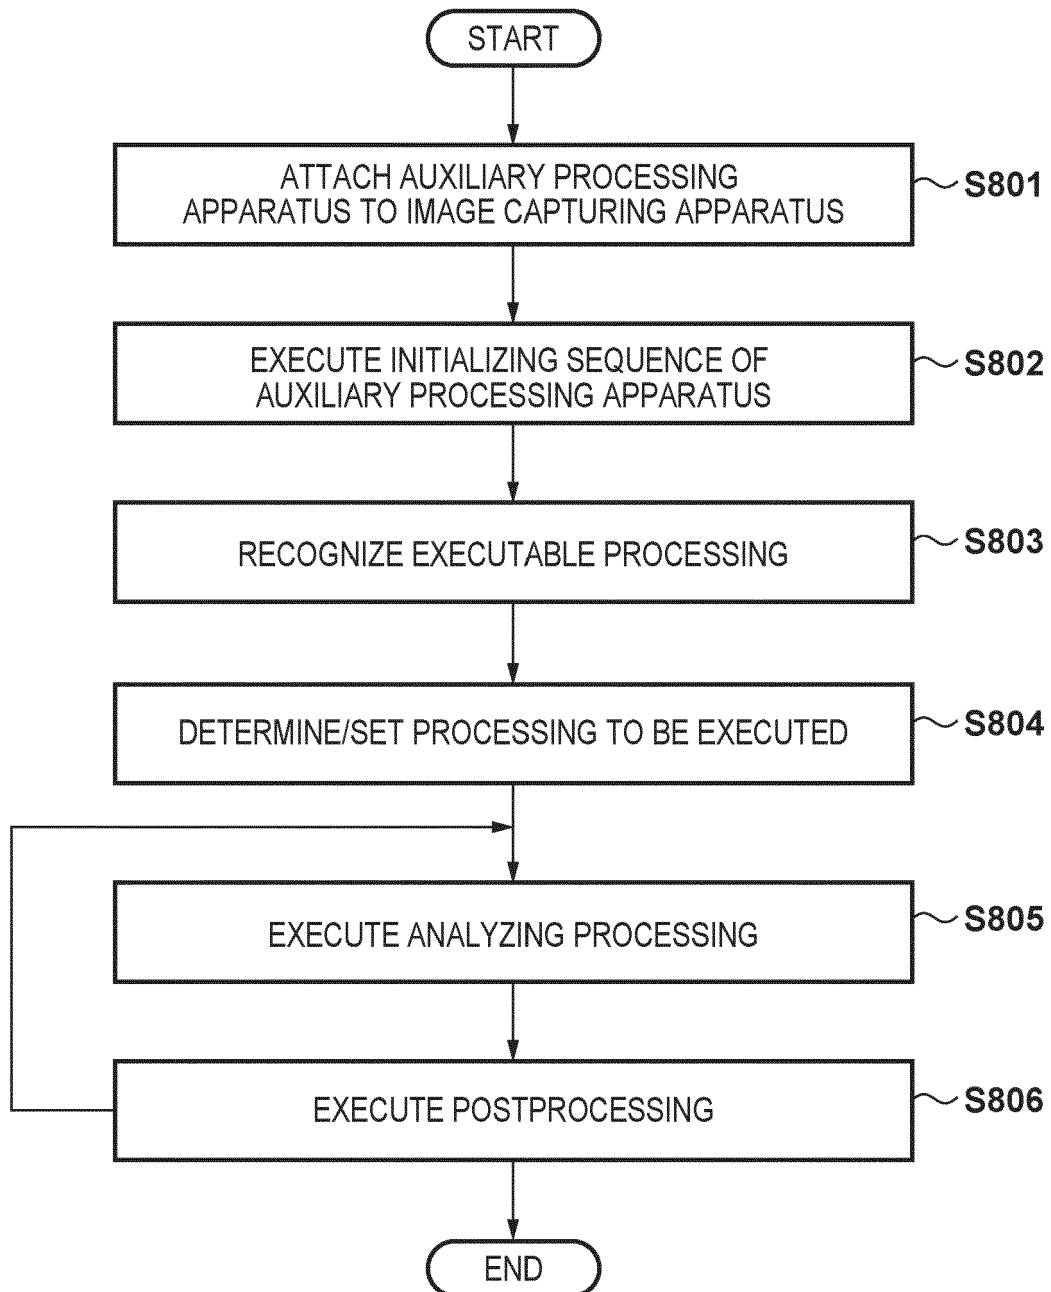 START
ATTACH AUXILIARY PROCESSING
APPARATUS TO IMAGE CAPTURING APPARATUS
S801
EXECUTE INITIALIZING SEQUENCE OF
AUXILIARY PROCESSING APPARATUS
S802
RECOGNIZE EXECUTABLE PROCESSING
S803
DETERMINE/SET PROCESSING TO BE EXECUTED
S804
EXECUTE ANALYZING PROCESSING
S805
EXECUTE POSTPROCESSING
S806
END